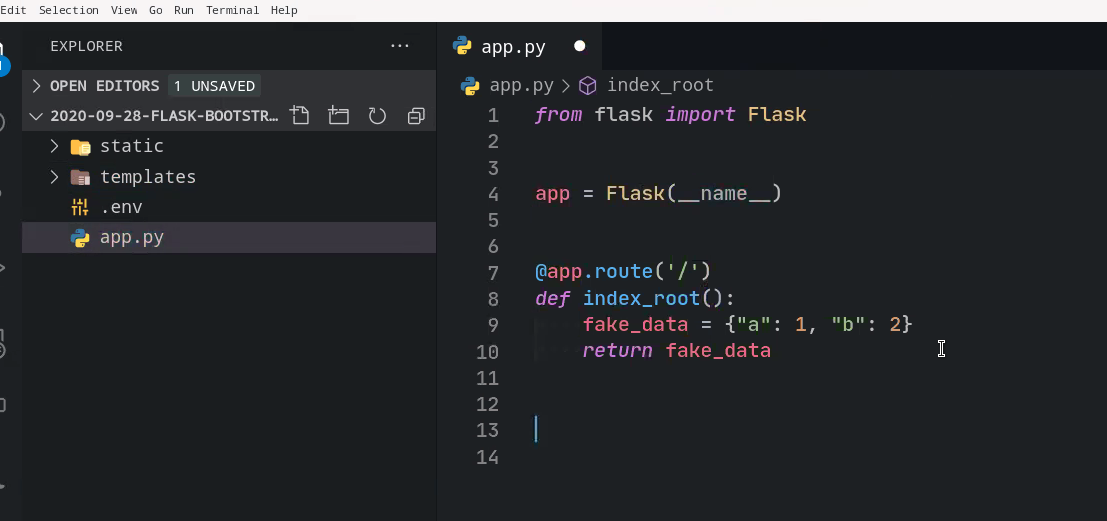 Edit Selection View Go Run Terminal Help
EXPLORER ...
OPEN EDITORS 1 UNSAVED
2020-09-28-FLASK-BOOTSTR...
static
templates
.env
app.py
app.py
app.py > index_root
1 from flask import Flask
2
3
4 app = Flask(__name__)
5
6
7 @app.route('/')
8 def index_root():
9 fake_data = {"a": 1, "b": 2}
10 return fake_data
11
12
13
14